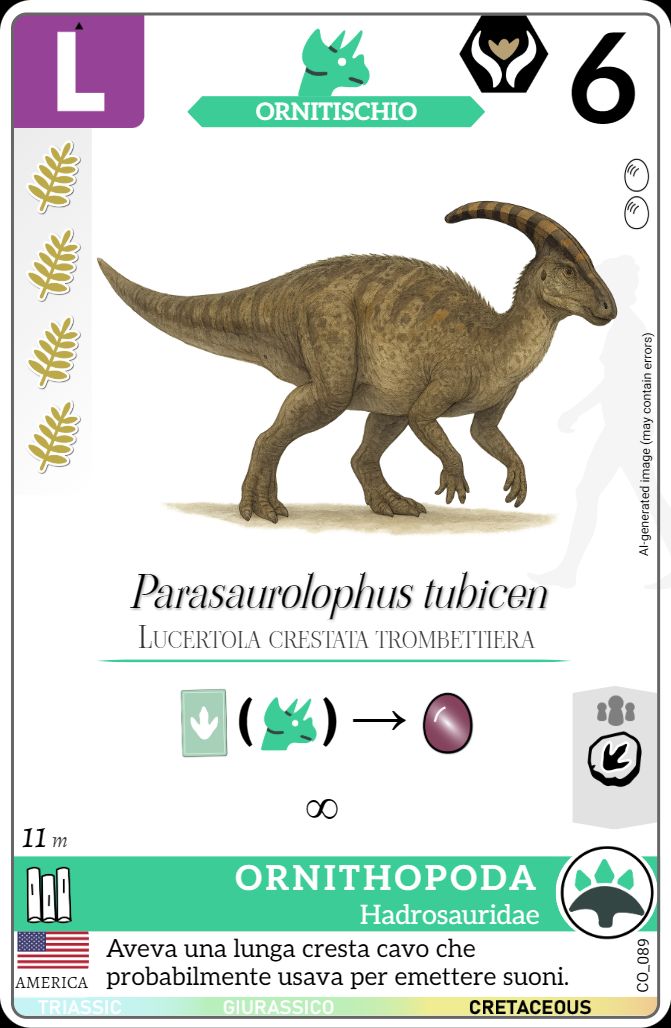 L
ORNITISCHIO
6
AI-generated image (may contain errors)
Parasaurolophus tubicen
LUCERTOLA CRESTATA TROMBETTIERA
( ) →
∞
11 m
ORNITHOPODA
Hadrosauridae
AMERICA
Aveva una lunga cresta cavo che
probabilmente usava per emettere suoni.
CO_089
TRIASSIC GIURASSICO CRETACEOUS